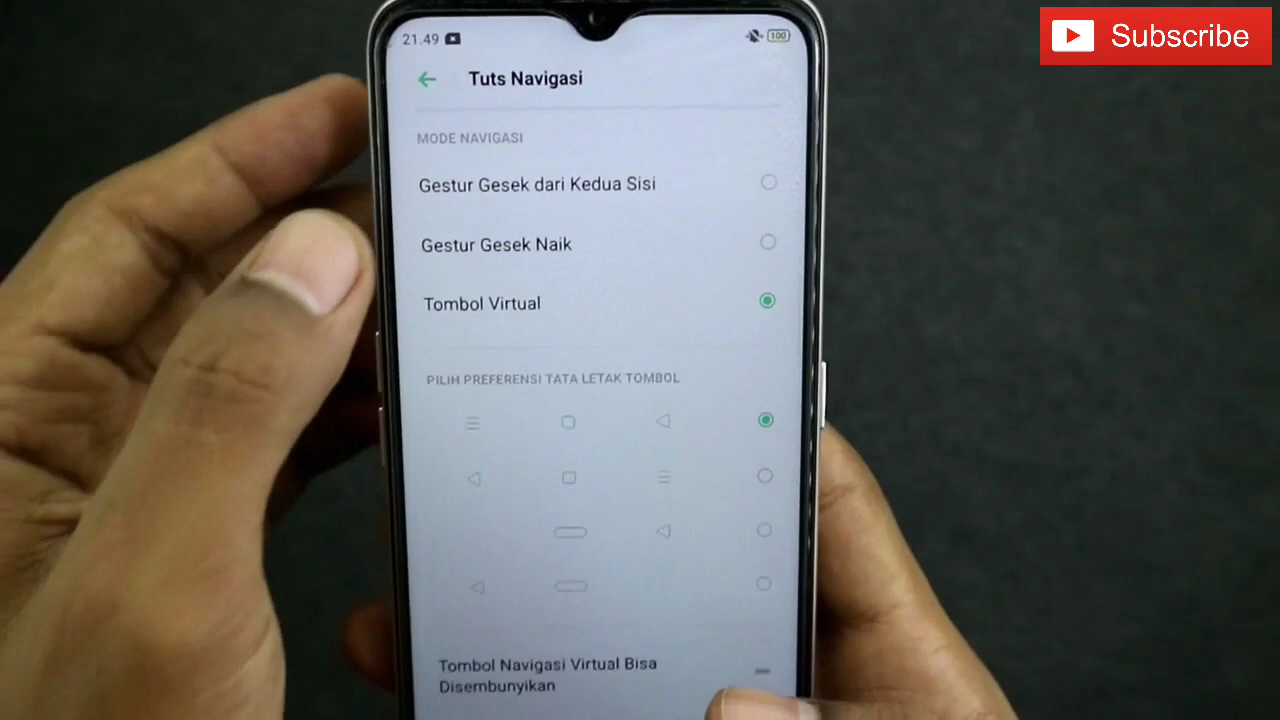 Subscribe
21.49
100
Tuts Navigasi
MODE NAVIGASI
Gestur Gesek dari Kedua Sisi
Gestur Gesek Naik
Tombol Virtual
PILIH PREFERENSI TATA LETAK TOMBOL
Tombol Navigasi Virtual Bisa
Disembunyikan